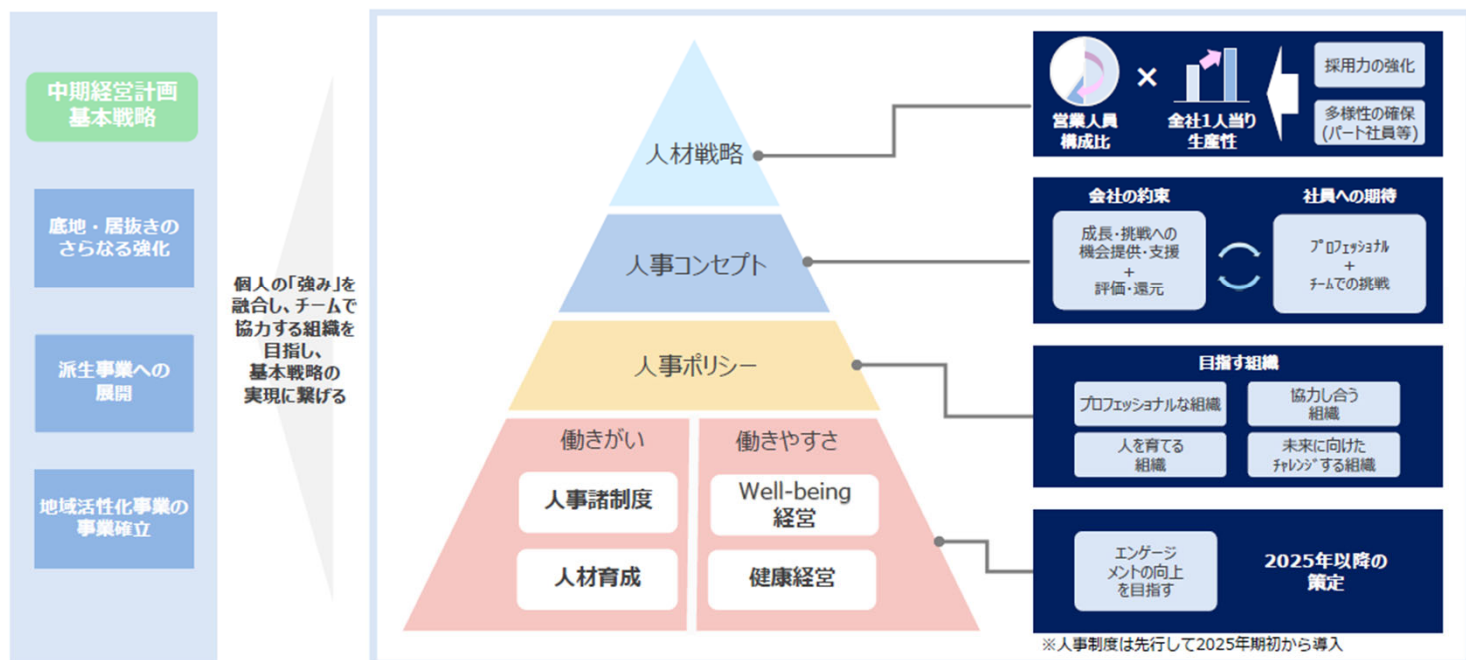 中期経営計画
基本戦略
底地・居抜きの
さらなる強化
派生事業への
展開
地域活性化事業の
事業確立
個人の「強み」を
融合し、チームで
協力する組織を
目指し、
基本戦略の
実現に繋げる
人材戦略
人事コンセプト
人事ポリシー
働きがい
人事諸制度
人材育成
働きやすさ
Well-being
経営
健康経営
×
営業人員
構成比
全社1人当り
生産性
採用力の強化
多様性の確保
(パート社員等)
会社の約束
成長・挑戦への
機会提供・支援
+
評価・還元
社員への期待
ﾌﾟﾛﾌｪｯｼｮﾅﾙ
+
ﾁｰﾑでの挑戦
目指す組織
プロフェッショナルな組織
協力し合う
組織
人を育てる
組織
未来に向けた
ﾁｬﾚﾝｼﾞする組織
エンゲージ
メントの向上
を目指す
2025年以降の
策定
※人事制度は先行して2025年期初から導入